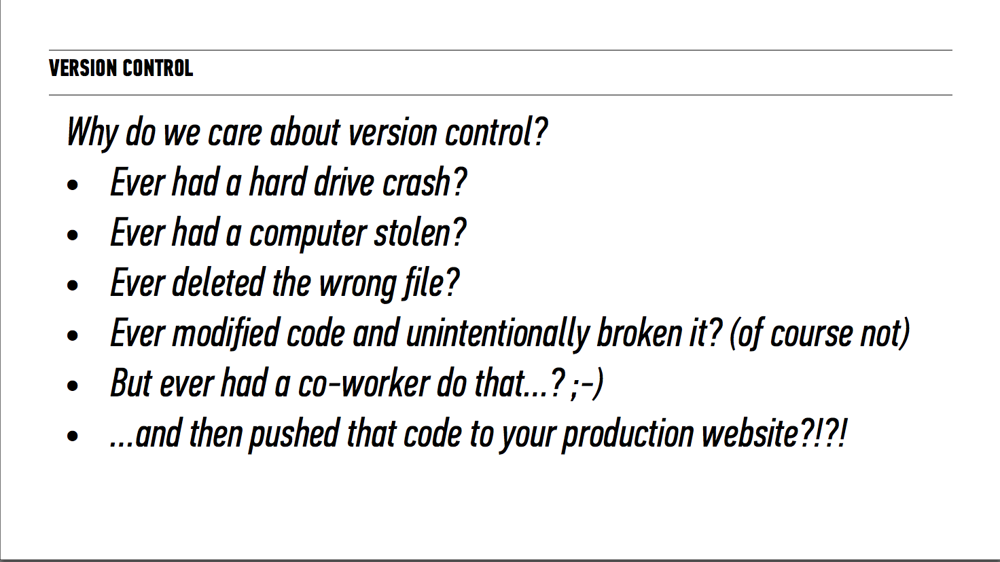 VERSION CONTROL
Why do we care about version control?
• Ever had a hard drive crash?
• Ever had a computer stolen?
• Ever deleted the wrong file?
• Ever modified code and unintentionally broken it? (of course not)
• But ever had a co-worker do that...? ;-)
• ...and then pushed that code to your production website?!?!